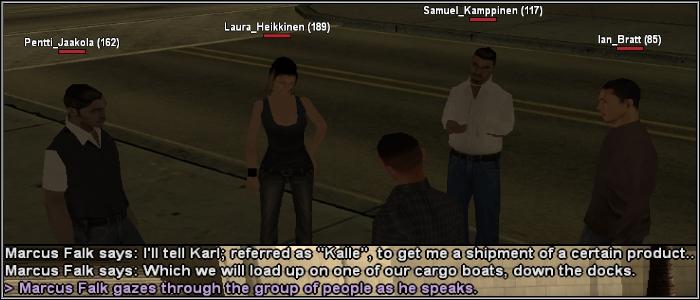 Samuel_Kamppinen (117)
Laura_Heikkinen (189)
Pentti_Jaakola (162)
Ian_Bratt (85)
Marcus Falk says: I'll tell Karl; referred as "Kalle", to get me a shipment of a certain product..
Marcus Falk says: Which we will load up on one of our cargo boats, down the docks.
> Marcus Falk gazes through the group of people as he speaks.